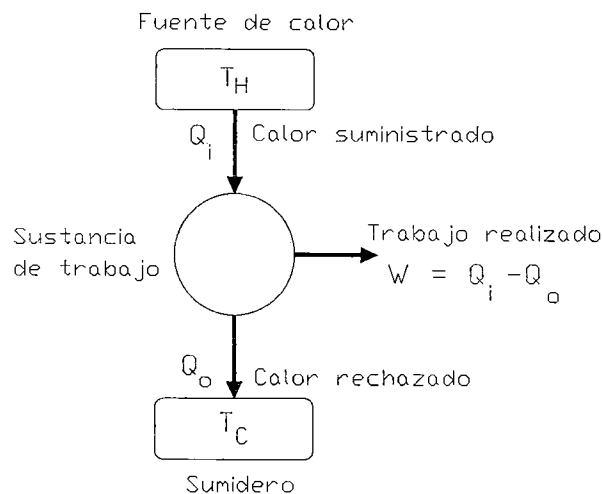 Fuente de calor
T_H
Q_i Calor suministrado
Sustancia
de trabajo
Trabajo realizado
W = Q_i - Q_o
Q_o Calor rechazado
T_C
Sumidero